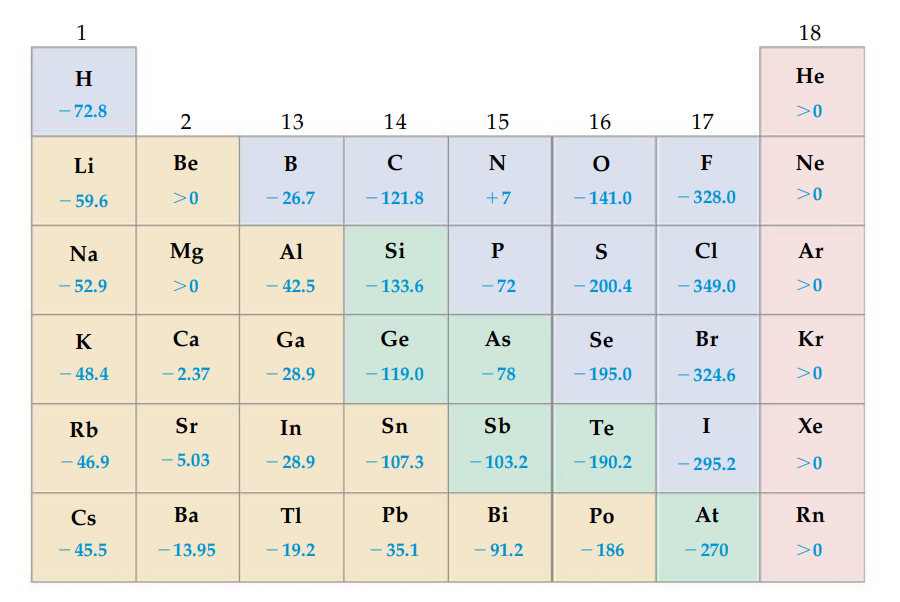 1 18
H He
−72.8 >0
2 13 14 15 16 17
Li Be B C N O F Ne
−59.6 >0 −26.7 −121.8 +7 −141.0 −328.0 >0
Na Mg Al Si P S Cl Ar
−52.9 >0 −42.5 −133.6 −72 −200.4 −349.0 >0
K Ca Ga Ge As Se Br Kr
−48.4 −2.37 −28.9 −119.0 −78 −195.0 −324.6 >0
Rb Sr In Sn Sb Te I Xe
−46.9 −5.03 −28.9 −107.3 −103.2 −190.2 −295.2 >0
Cs Ba Tl Pb Bi Po At Rn
−45.5 −13.95 −19.2 −35.1 −91.2 −186 −270 >0